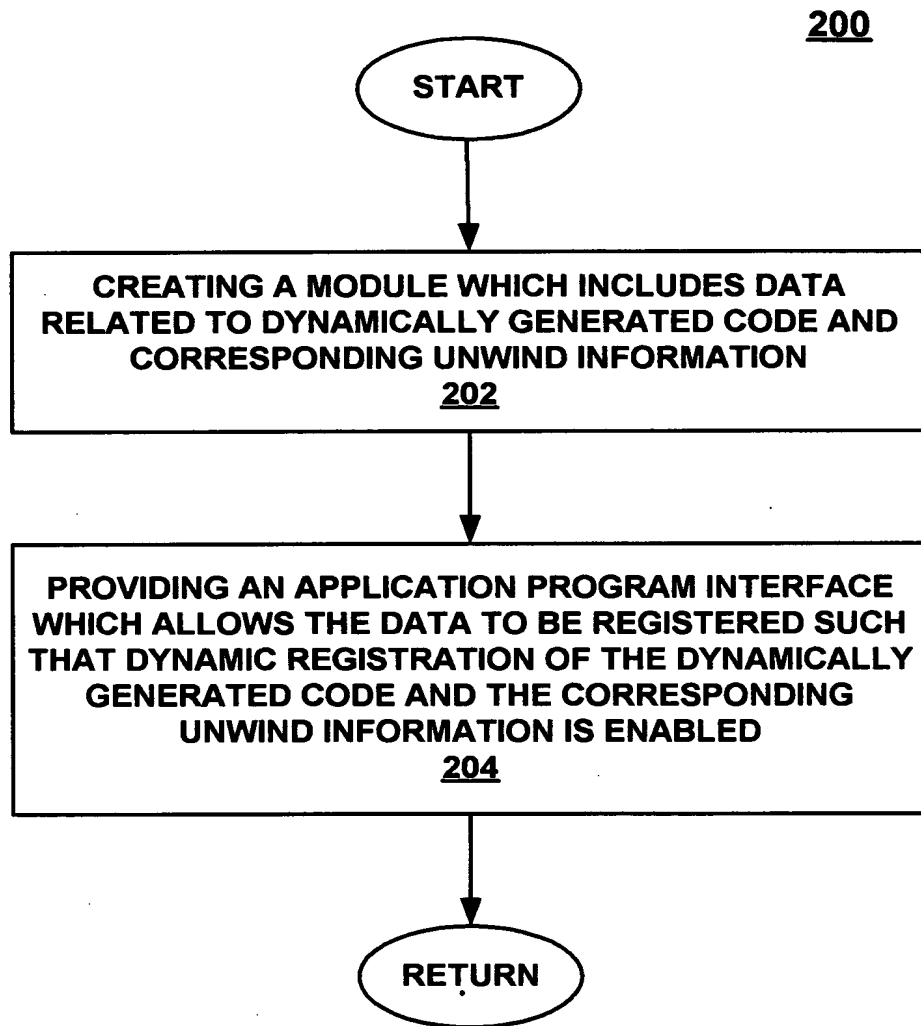 200
START
CREATING A MODULE WHICH INCLUDES DATA
RELATED TO DYNAMICALLY GENERATED CODE AND
CORRESPONDING UNWIND INFORMATION
202
PROVIDING AN APPLICATION PROGRAM INTERFACE
WHICH ALLOWS THE DATA TO BE REGISTERED SUCH
THAT DYNAMIC REGISTRATION OF THE DYNAMICALLY
GENERATED CODE AND THE CORRESPONDING
UNWIND INFORMATION IS ENABLED
204
RETURN